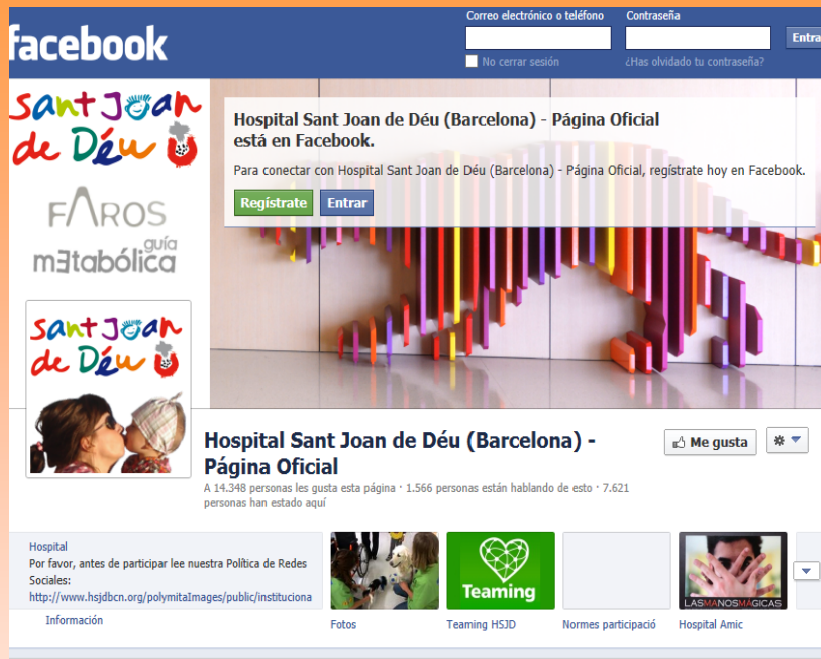 Correo electrónico o teléfono
Contraseña
facebook
Entra
No cerrar sesión
¿Has olvidado tu contraseña?
sant Joan
de Déu
Hospital Sant Joan de Déu (Barcelona) - Página Oficial
está en Facebook.
Para conectar con Hospital Sant Joan de Déu (Barcelona) - Página Oficial, regístrate hoy en Facebook.
Regístrate
Entrar
FAROS
guía
metabólica
sant Joan
de Déu
Hospital Sant Joan de Déu (Barcelona) -
Página Oficial
Me gusta
A 14.348 personas les gusta esta página · 1.566 personas están hablando de esto · 7.621
personas han estado aquí
Hospital
Por favor, antes de participar lee nuestra Política de Redes
Sociales:
http://www.hsjdbcn.org/polymitaImages/public/instituciona
Información
Teaming
LASMANOSMÁGICAS
Fotos
Teaming HSJD
Normes participació
Hospital Amic